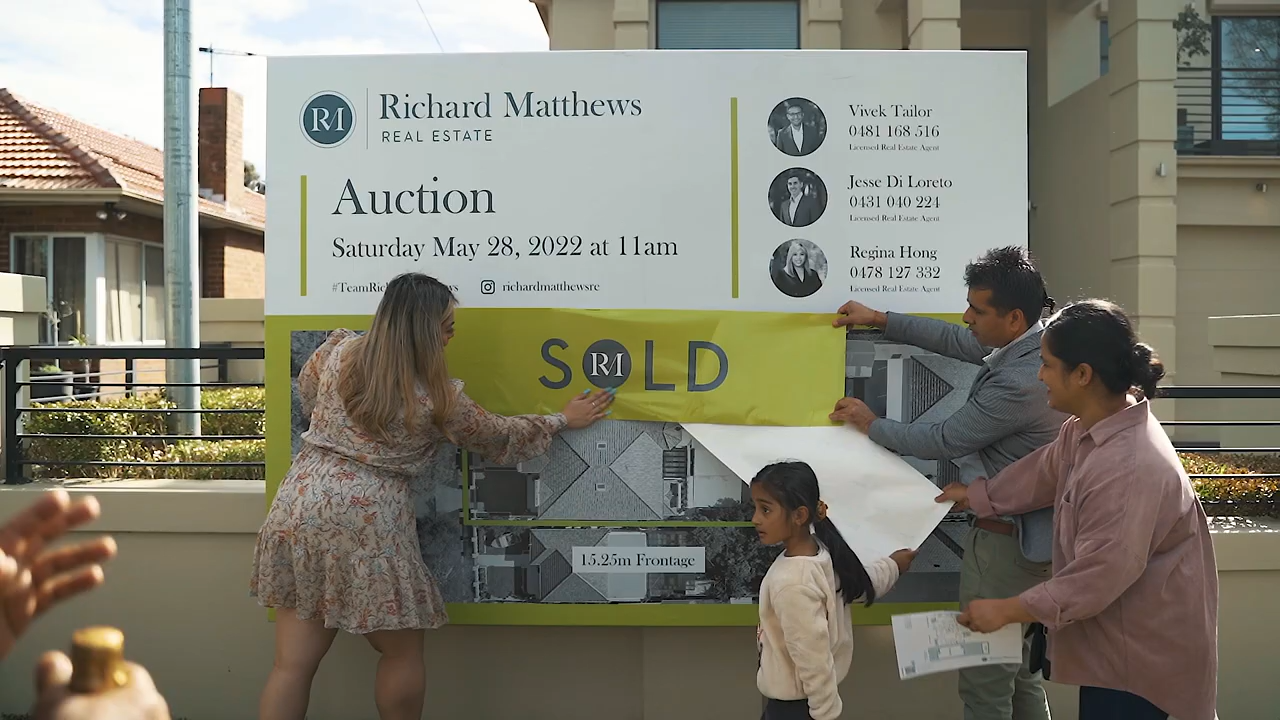 RM
Richard Matthews
REAL ESTATE
Auction
Saturday May 28, 2022 at 11am
richardmatthewsre
Vivek Tailor
0481 168 516
Licensed Real Estate Agent
Jesse Di Loreto
0431 040 224
Licensed Real Estate Agent
Regina Hong
0478 127 332
Licensed Real Estate Agent
SOLD
RM
15.25m Frontage